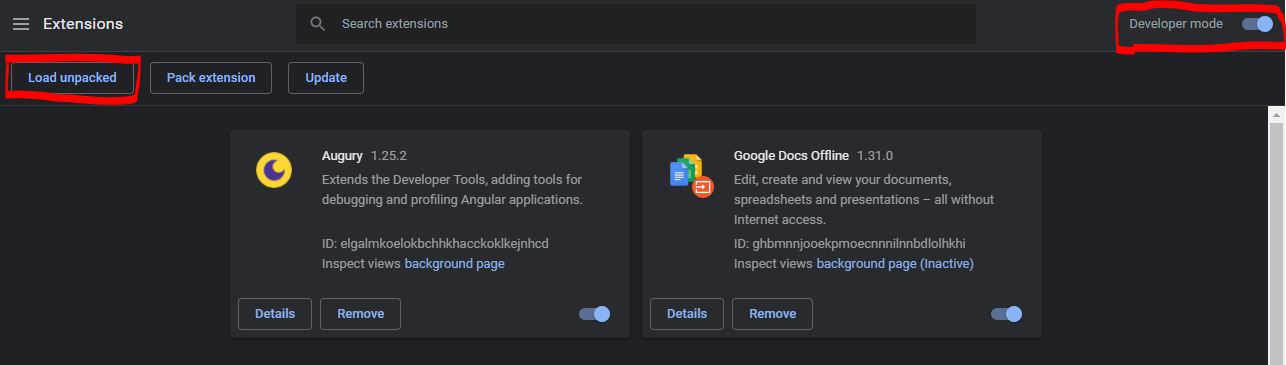 Extensions
Search extensions
Developer mode
Load unpacked
Pack extension
Update
Augury 1.25.2
Extends the Developer Tools, adding tools for
debugging and profiling Angular applications.
ID: elgalmkoelokbchhkhacckoklkejnhcd
Inspect views background page
Details
Remove
Google Docs Offline 1.31.0
Edit, create and view your documents,
spreadsheets and presentations – all without
Internet access.
ID: ghbmnnjooekpmoecnnnilnnbdlolhkhi
Inspect views background page (Inactive)
Details
Remove